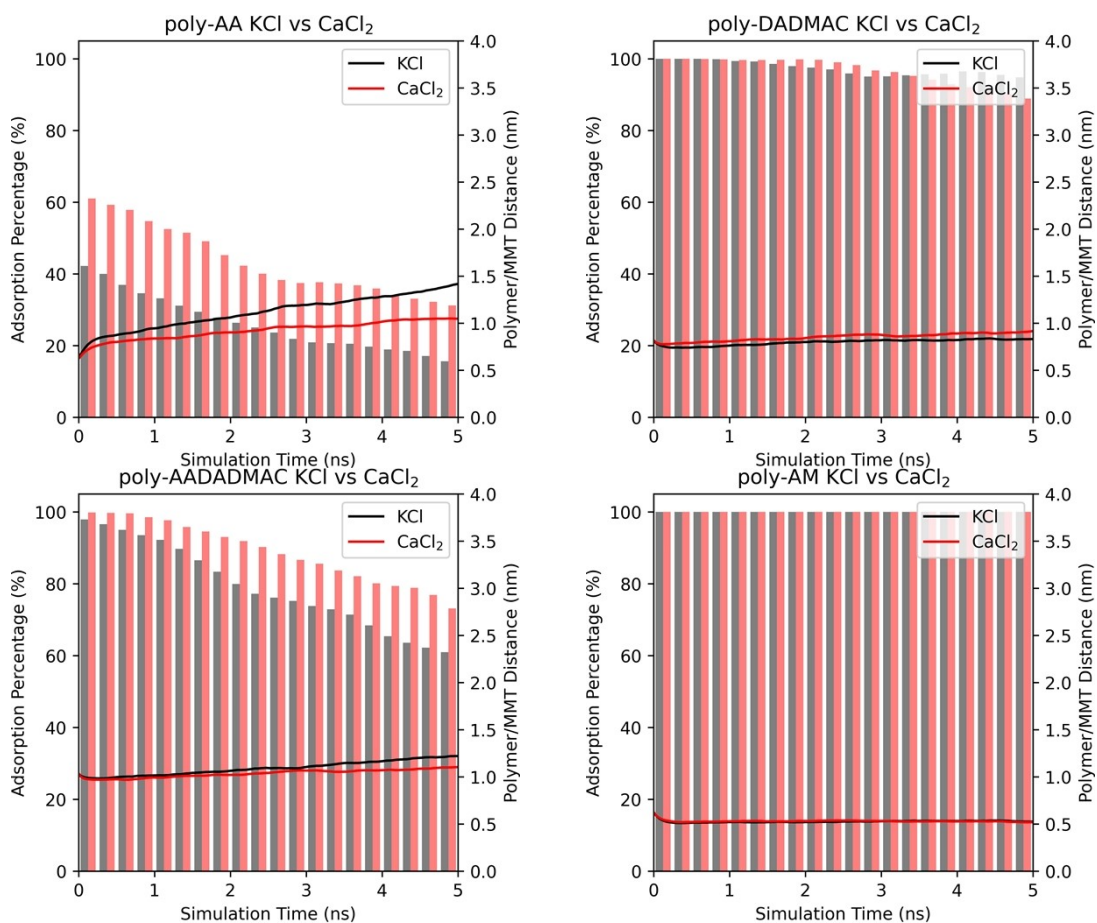 poly-AA KCl vs CaCl₂
100
80
60
40
20
0
Adsorption Percentage (%)
KCl
CaCl₂
4.0
3.5
3.0
2.5
2.0
1.5
1.0
0.5
0.0
Polymer/MMT Distance (nm)
0 1 2 3 4 5
Simulation Time (ns)
poly-DADMAC KCl vs CaCl₂
100
80
60
40
20
0
Adsorption Percentage (%)
KCl
CaCl₂
4.0
3.5
3.0
2.5
2.0
1.5
1.0
0.5
0.0
Polymer/MMT Distance (nm)
0 1 2 3 4 5
Simulation Time (ns)
poly-AADADMAC KCl vs CaCl₂
100
80
60
40
20
0
Adsorption Percentage (%)
KCl
CaCl₂
4.0
3.5
3.0
2.5
2.0
1.5
1.0
0.5
0.0
Polymer/MMT Distance (nm)
0 1 2 3 4 5
Simulation Time (ns)
poly-AM KCl vs CaCl₂
100
80
60
40
20
0
Adsorption Percentage (%)
KCl
CaCl₂
4.0
3.5
3.0
2.5
2.0
1.5
1.0
0.5
0.0
Polymer/MMT Distance (nm)
0 1 2 3 4 5
Simulation Time (ns)